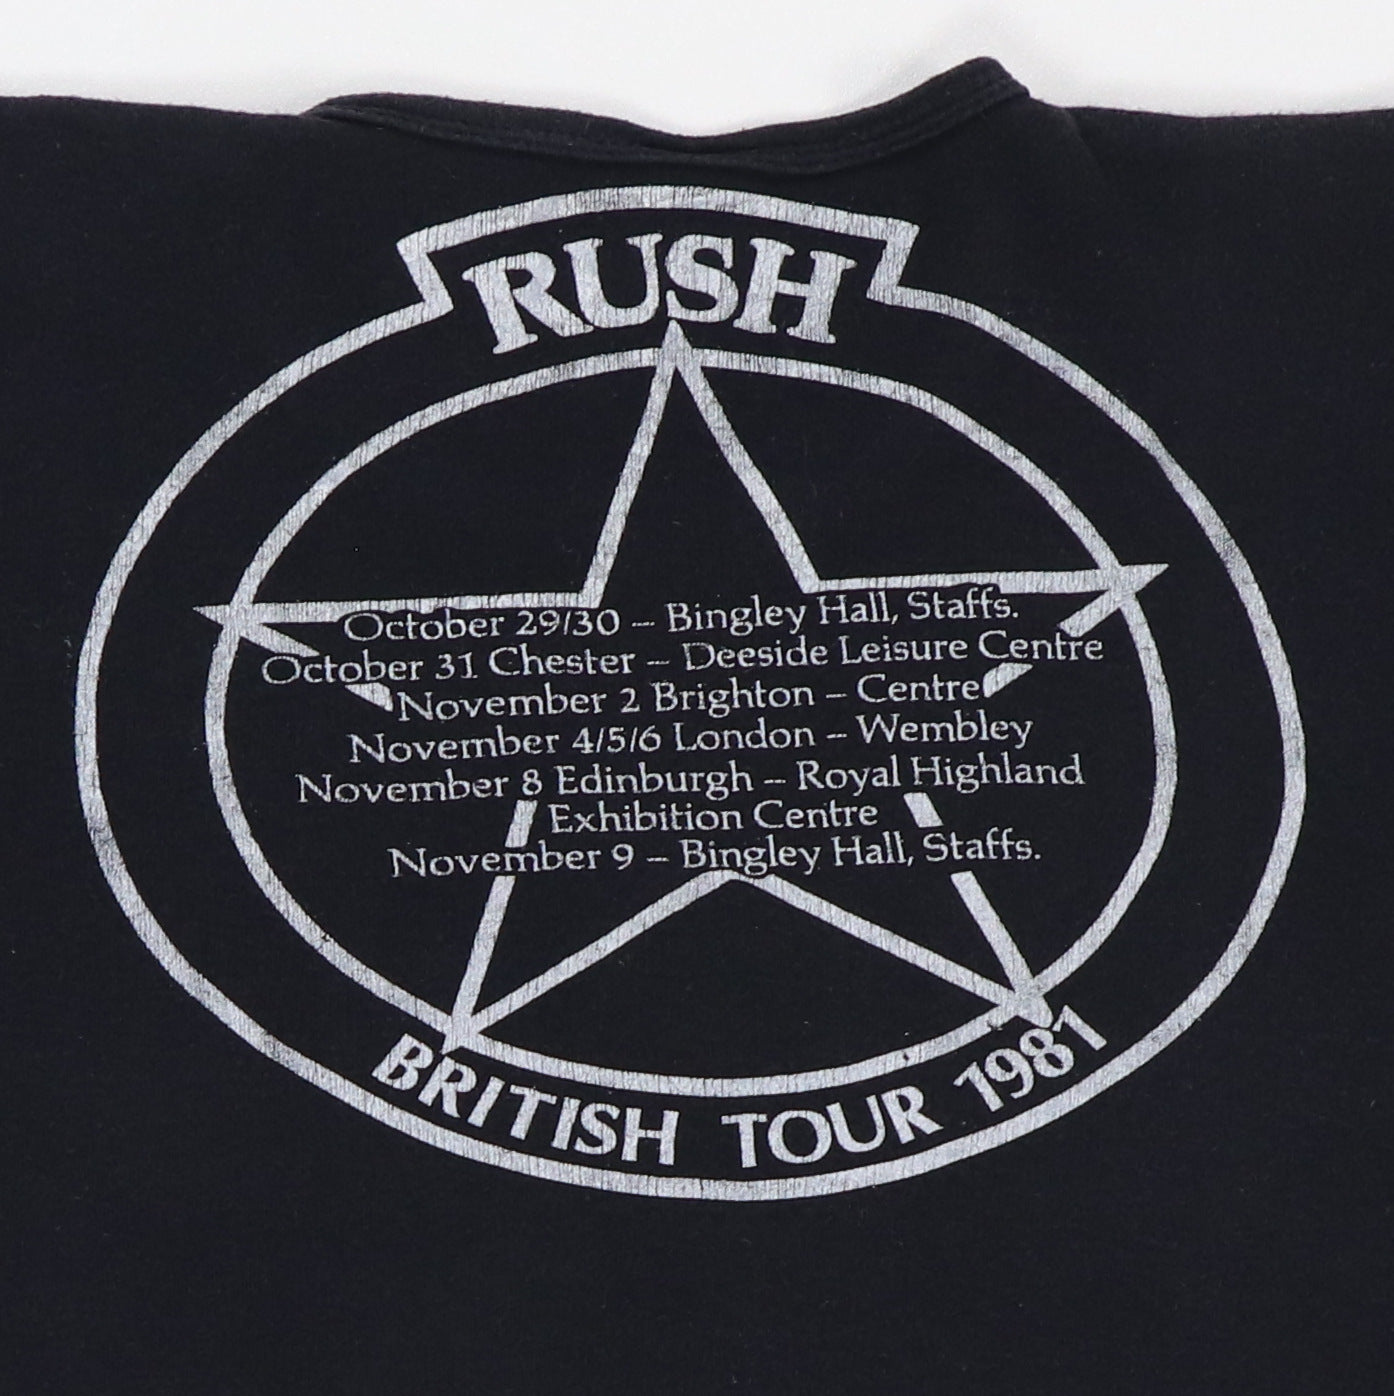 RUSH
October 29/30 – Bingley Hall, Staffs.
October 31 Chester – Deeside Leisure Centre
November 2 Brighton – Centre
November 4/5/6 London – Wembley
November 8 Edinburgh – Royal Highland
Exhibition Centre
November 9 – Bingley Hall, Staffs.
BRITISH TOUR 1981